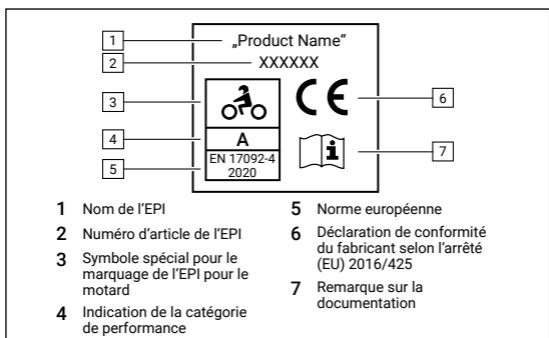 1
„Product Name“
2
XXXXXX
3
CE
6
4
A
i
7
5
EN 17092-4
2020
1 Nom de l'EPI
2 Numéro d'article de l'EPI
3 Symbole spécial pour le
marquage de l'EPI pour le
motard
4 Indication de la catégorie
de performance
5 Norme européenne
6 Déclaration de conformité
du fabricant selon l'arrêté
(EU) 2016/425
7 Remarque sur la
documentation